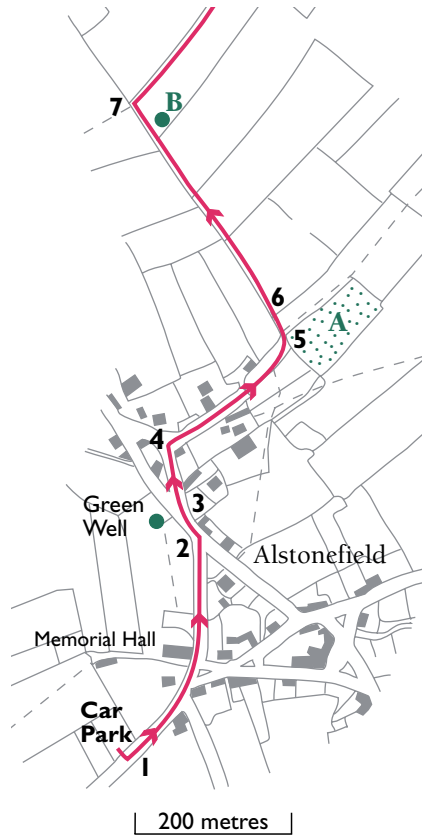 7
B
6
A
5
4
Green
Well
3
2
Alstonefield
Memorial Hall
Car
Park
1
200 metres